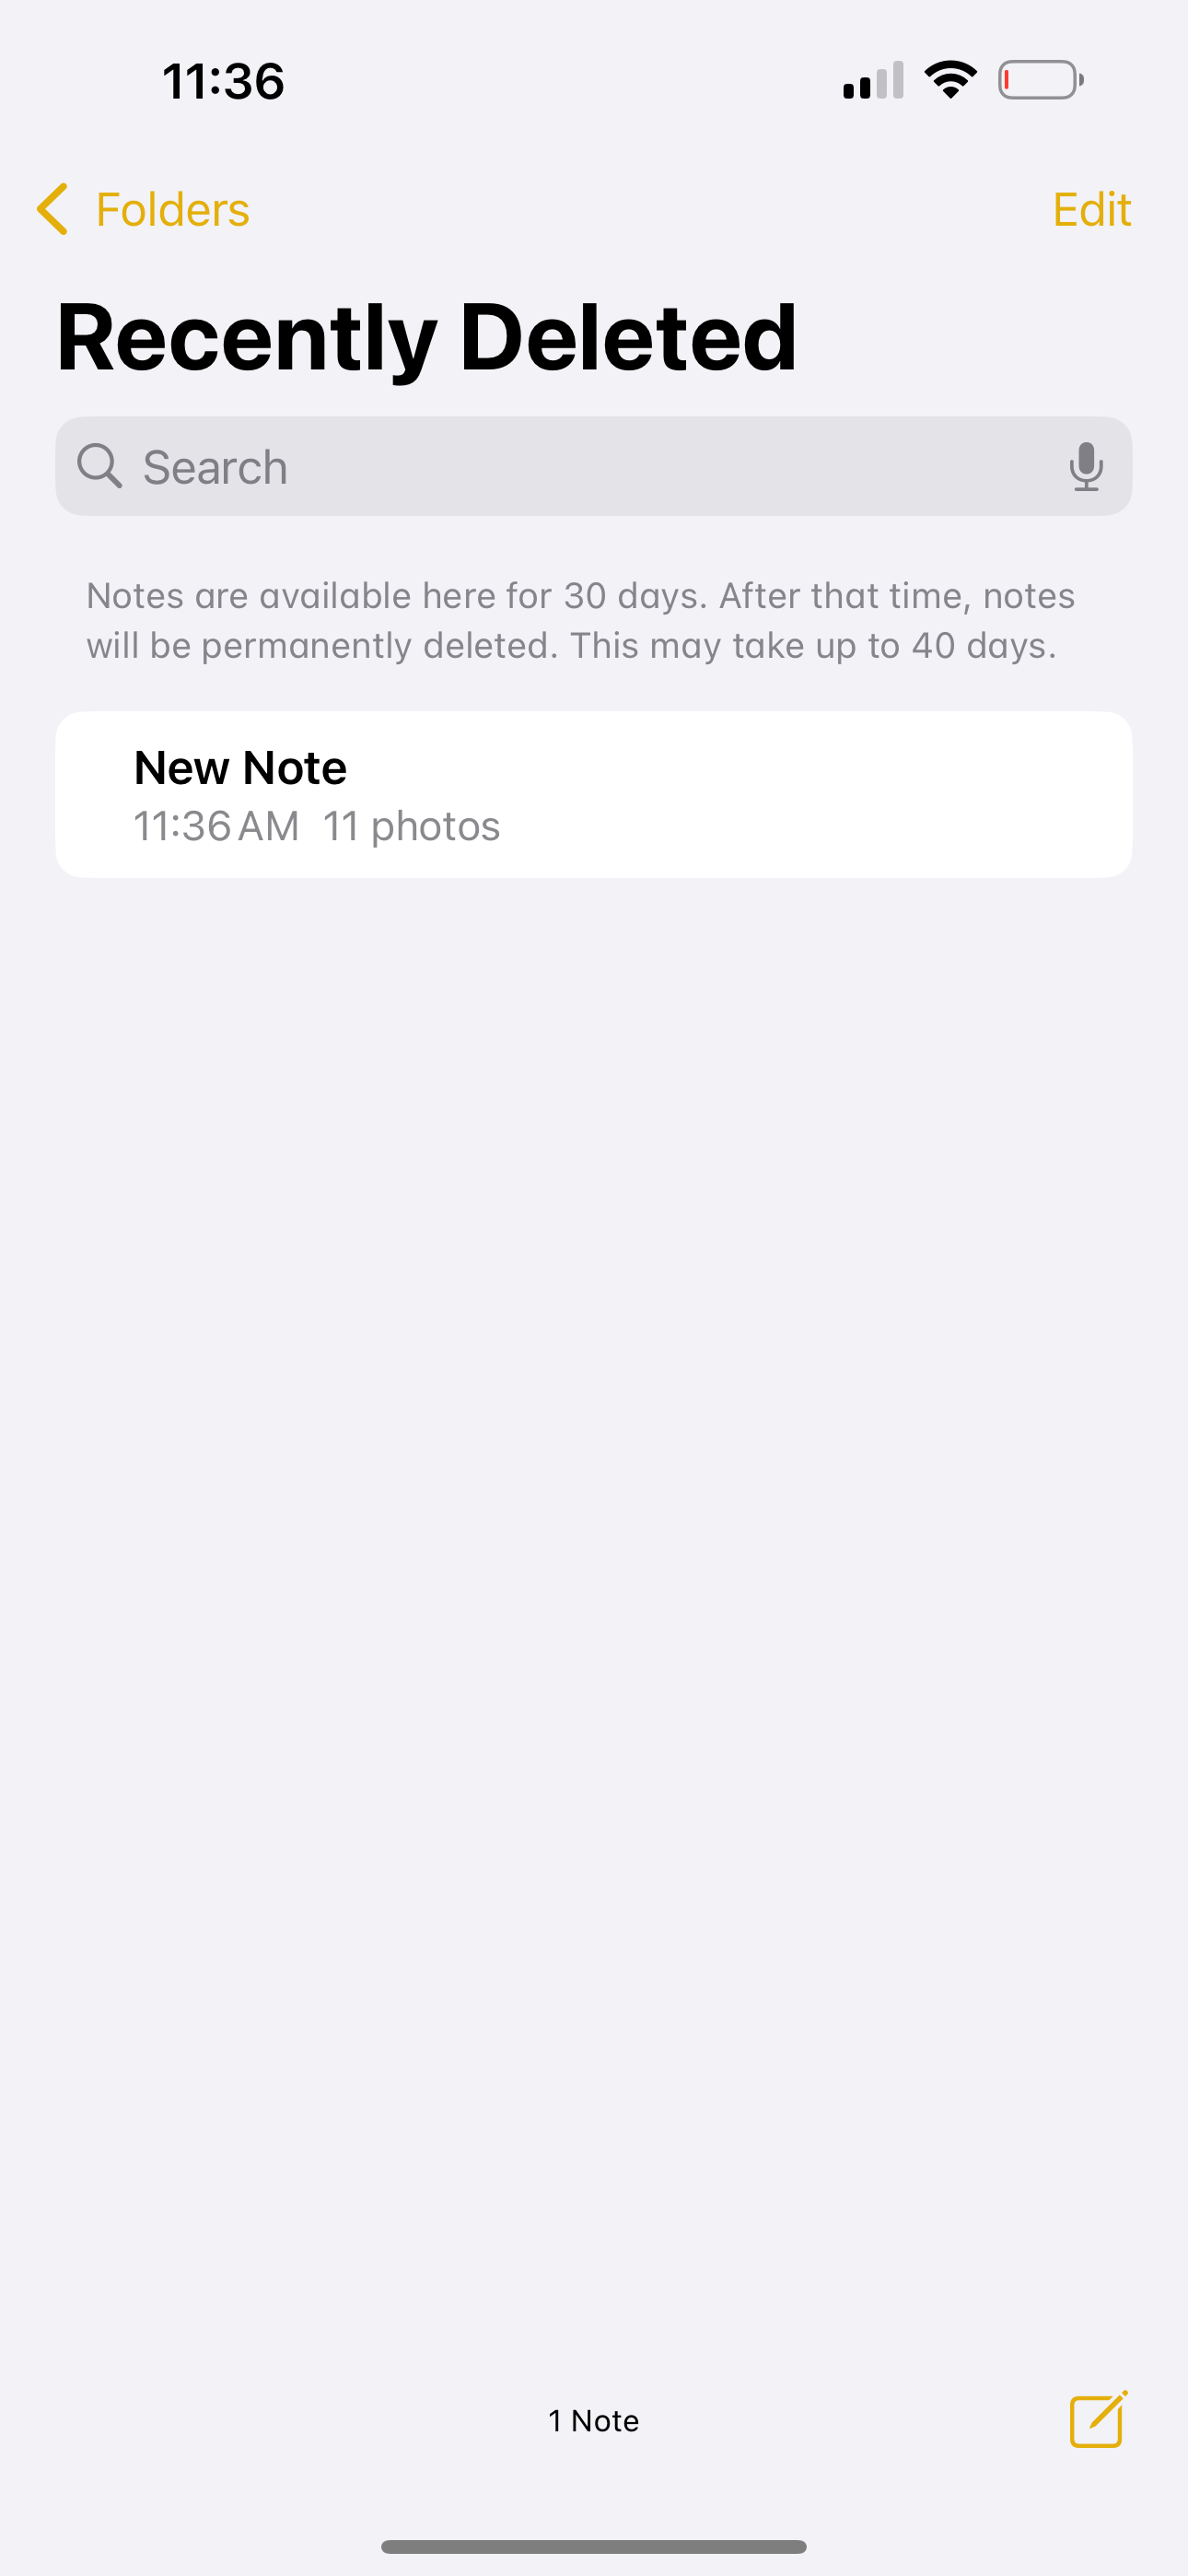 11:36
Folders
Edit
Recently Deleted
Search
Notes are available here for 30 days. After that time, notes
will be permanently deleted. This may take up to 40 days.
New Note
11:36 AM 11 photos
1 Note